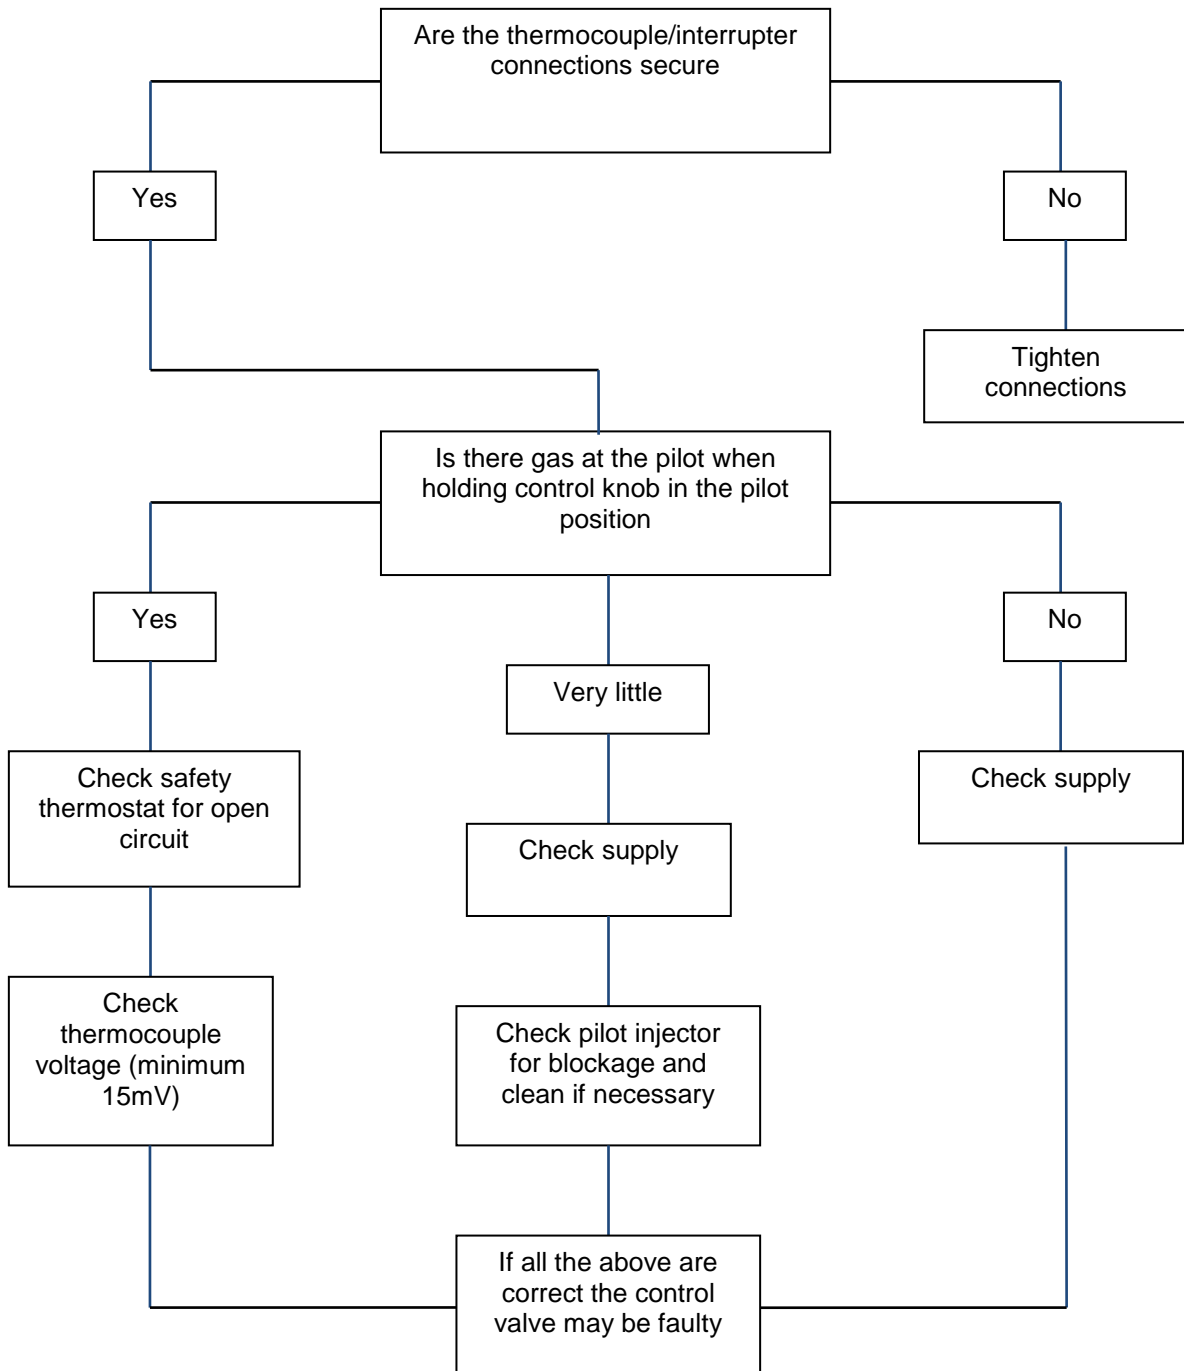 Are the thermocouple/interrupter
connections secure
Yes
No
Tighten
connections
Is there gas at the pilot when
holding control knob in the pilot
position
Yes
No
Very little
Check safety
thermostat for open
circuit
Check supply
Check supply
Check
thermocouple
voltage (minimum
15mV)
Check pilot injector
for blockage and
clean if necessary
If all the above are
correct the control
valve may be faulty